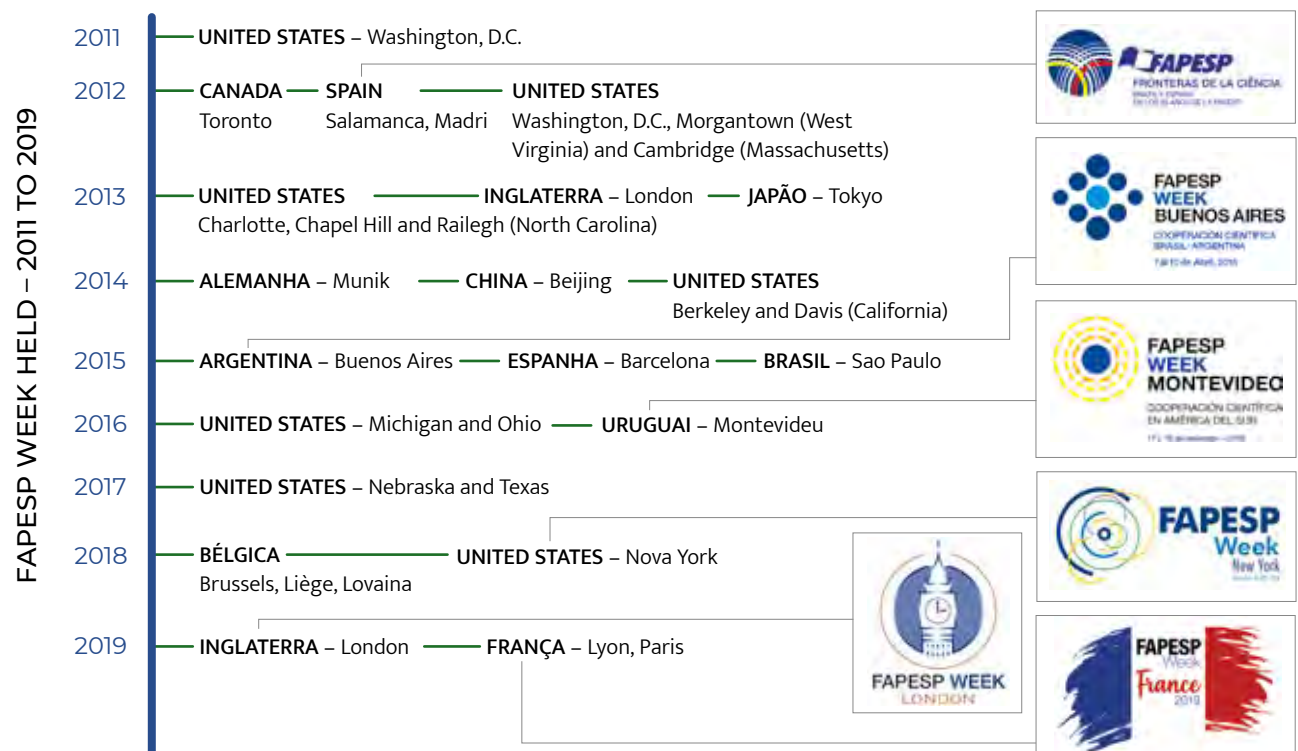 FAPESP WEEK HELD – 2011 TO 2019
2011
UNITED STATES – Washington, D.C.
2012
CANADA
Toronto
SPAIN
Salamanca, Madri
UNITED STATES
Washington, D.C., Morgantown (West
Virginia) and Cambridge (Massachusetts)
2013
UNITED STATES
Charlotte, Chapel Hill and Railegh (North Carolina)
INGLATERRA – London
JAPÃO – Tokyo
2014
ALEMANHA – Munik
CHINA – Beijing
UNITED STATES
Berkeley and Davis (California)
2015
ARGENTINA – Buenos Aires
ESPANHA – Barcelona
BRASIL – Sao Paulo
2016
UNITED STATES – Michigan and Ohio
URUGUAI – Montevideu
2017
UNITED STATES – Nebraska and Texas
2018
BÉLGICA
Brussels, Liège, Lovaina
UNITED STATES – Nova York
2019
INGLATERRA – London
FRANÇA – Lyon, Paris
FAPESP
FRONTERAS DE LA CIÊNCIA
FAPESP
WEEK
BUENOS AIRES
COOPERACIÓN CIENTÍFICA
BRASIL-ARGENTINA
FAPESP
WEEK
MONTEVIDEO
COOPERACIÓN CIENTÍFICA
EN AMÉRICA DEL SUR
FAPESP
Week
New York
FAPESP WEEK
LONDON
FAPESP
Week
France
2019